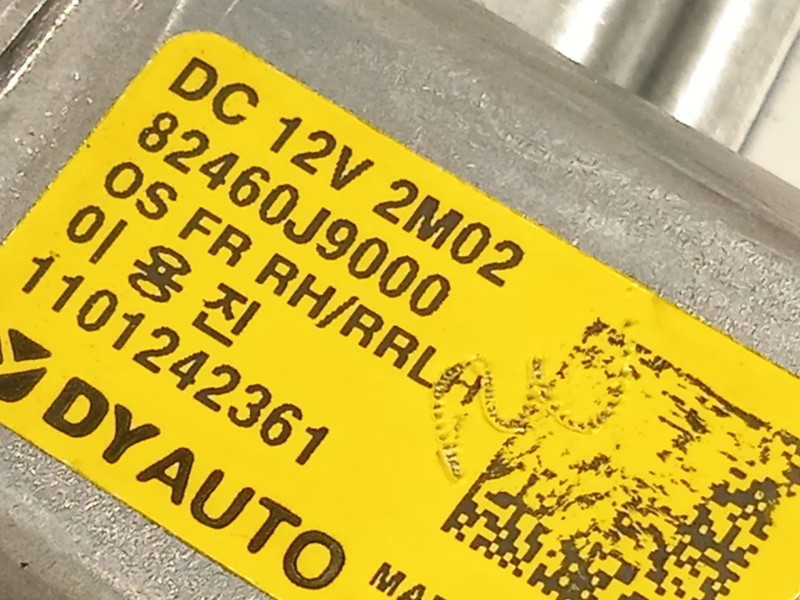 DC 12V 2M02
82460J9000
OS FR RH/RRLH
이 용 진
1101242361
DYAUTO